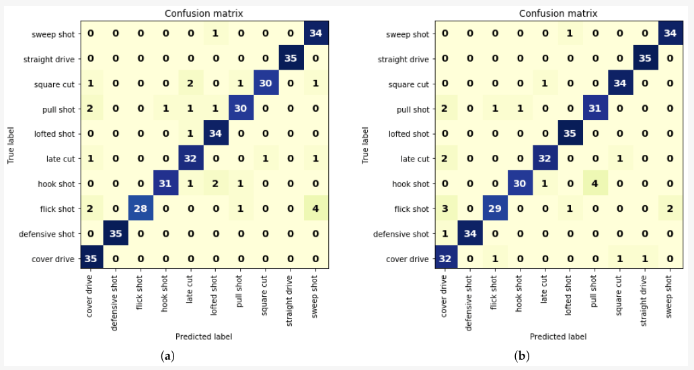 Confusion matrix
True label
sweep shot 0 0 0 0 0 1 0 0 0 34
straight drive 0 0 0 0 0 0 0 0 35 0
square cut 1 0 0 0 2 0 1 30 0 1
pull shot 2 0 0 1 1 1 30 0 0 0
lofted shot 0 0 0 0 1 34 0 0 0 0
late cut 1 0 0 0 32 0 0 1 0 1
hook shot 0 0 0 31 1 2 1 0 0 0
flick shot 2 0 28 0 0 0 1 0 0 4
defensive shot 0 35 0 0 0 0 0 0 0 0
cover drive 35 0 0 0 0 0 0 0 0 0
cover drive defensive shot flick shot hook shot late cut lofted shot pull shot square cut straight drive sweep shot
Predicted label
(a)
Confusion matrix
True label
sweep shot 0 0 0 0 0 1 0 0 0 34
straight drive 0 0 0 0 0 0 0 0 35 0
square cut 0 0 0 0 1 0 0 34 0 0
pull shot 2 0 1 1 0 0 31 0 0 0
lofted shot 0 0 0 0 0 35 0 0 0 0
late cut 2 0 0 0 32 0 0 1 0 0
hook shot 0 0 0 30 1 0 4 0 0 0
flick shot 3 0 29 0 0 1 0 0 0 2
defensive shot 1 34 0 0 0 0 0 0 0 0
cover drive 32 0 1 0 0 0 0 1 1 0
cover drive defensive shot flick shot hook shot late cut lofted shot pull shot square cut straight drive sweep shot
Predicted label
(b)